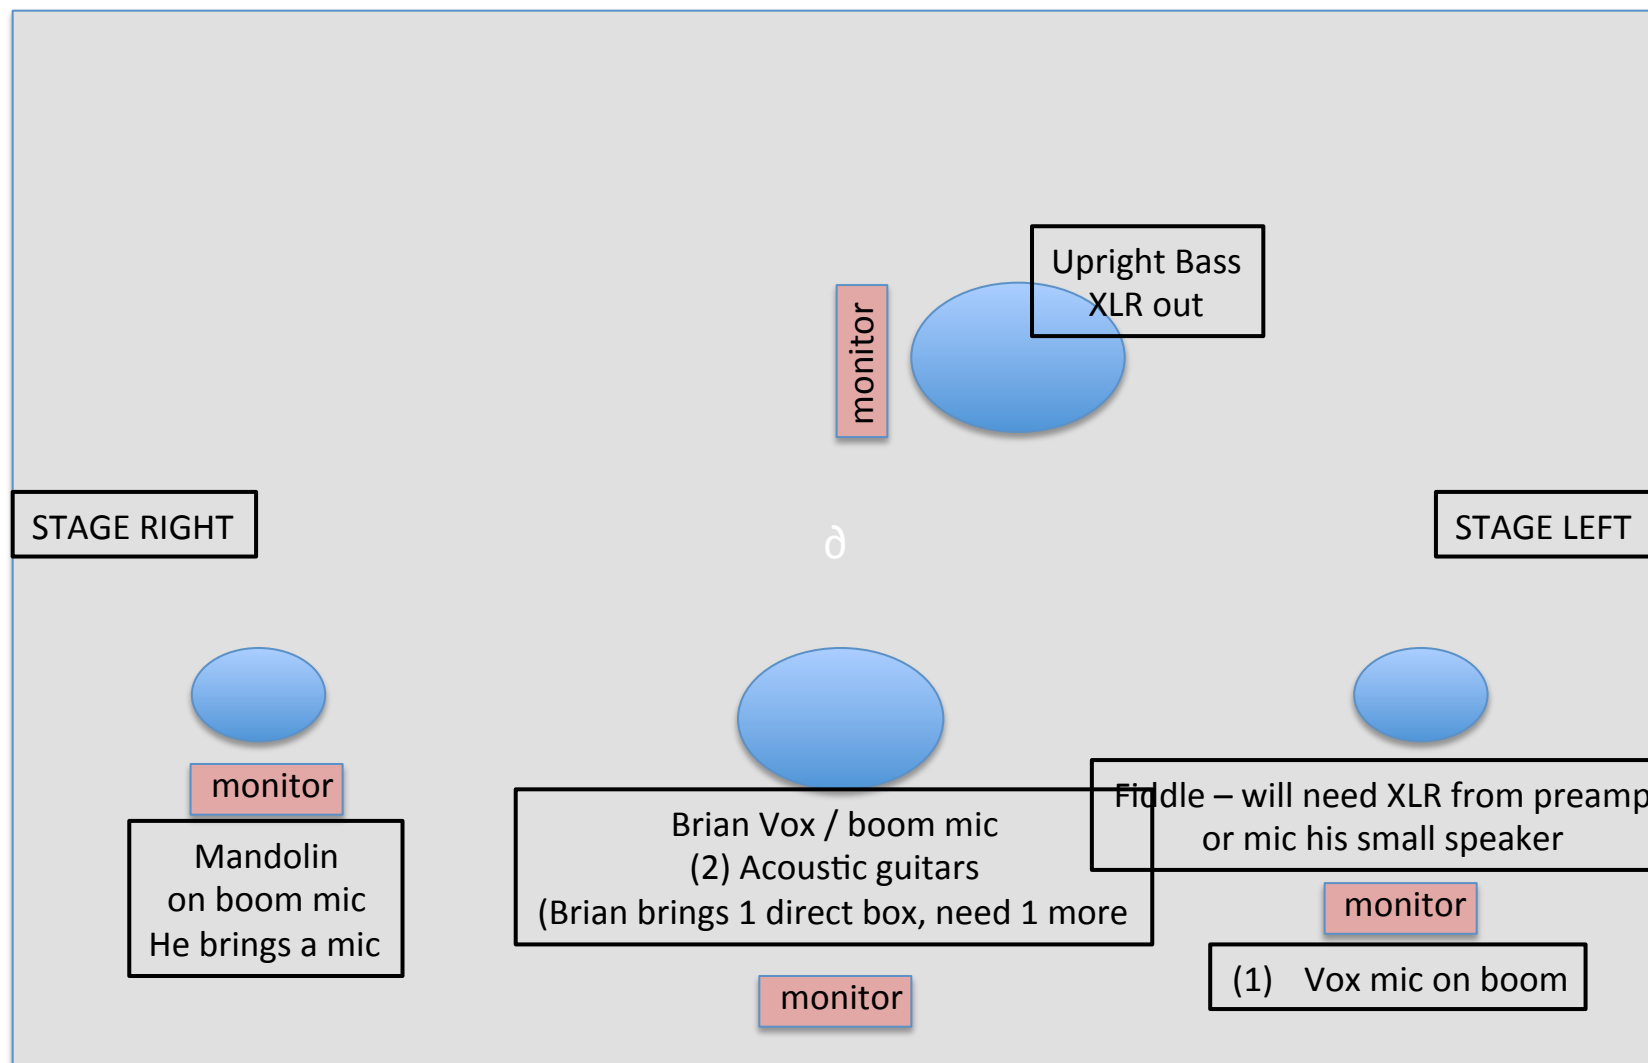 Upright Bass
XLR out
monitor
STAGE RIGHT
STAGE LEFT
∂
monitor
Mandolin
on boom mic
He brings a mic
Brian Vox / boom mic
(2) Acoustic guitars
(Brian brings 1 direct box, need 1 more
monitor
Fiddle – will need XLR from preamp
or mic his small speaker
monitor
(1) Vox mic on boom